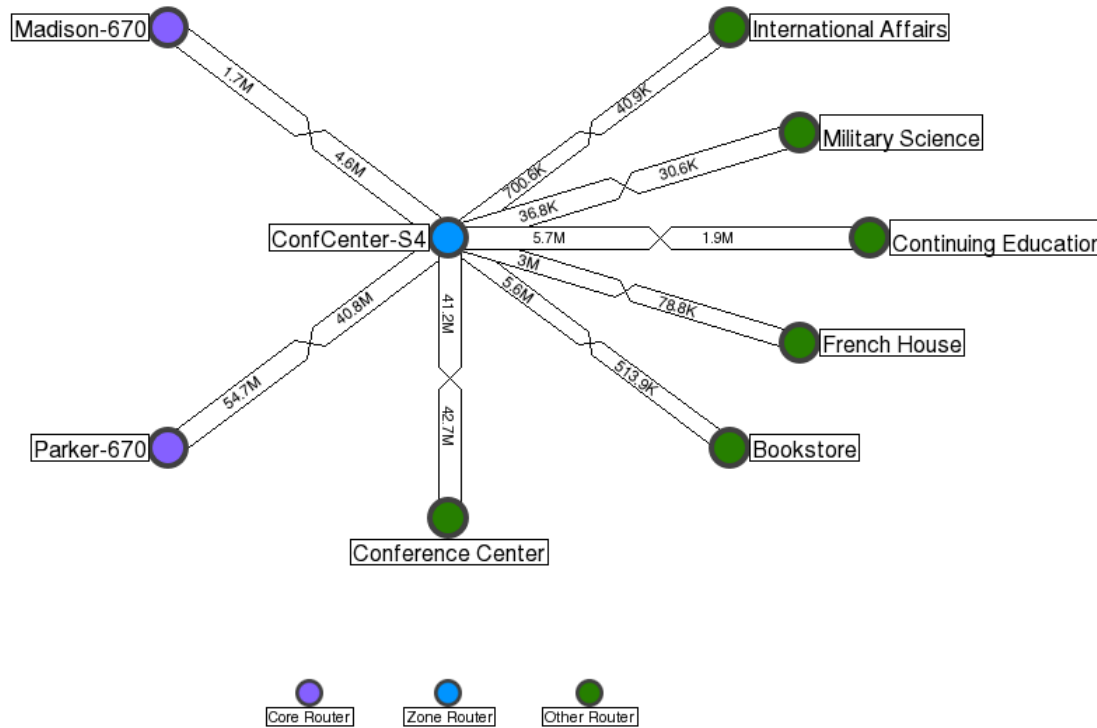 Madison-670
International Affairs
1.7M
40.9K
Military Science
4.6M
700.6K
30.6K
36.8K
ConfCenter-S4
5.7M
1.9M
Continuing Education
3M
5.6M
41.2M
40.8M
78.8K
French House
54.7M
513.9K
42.7M
Parker-670
Bookstore
Conference Center
Core Router
Zone Router
Other Router